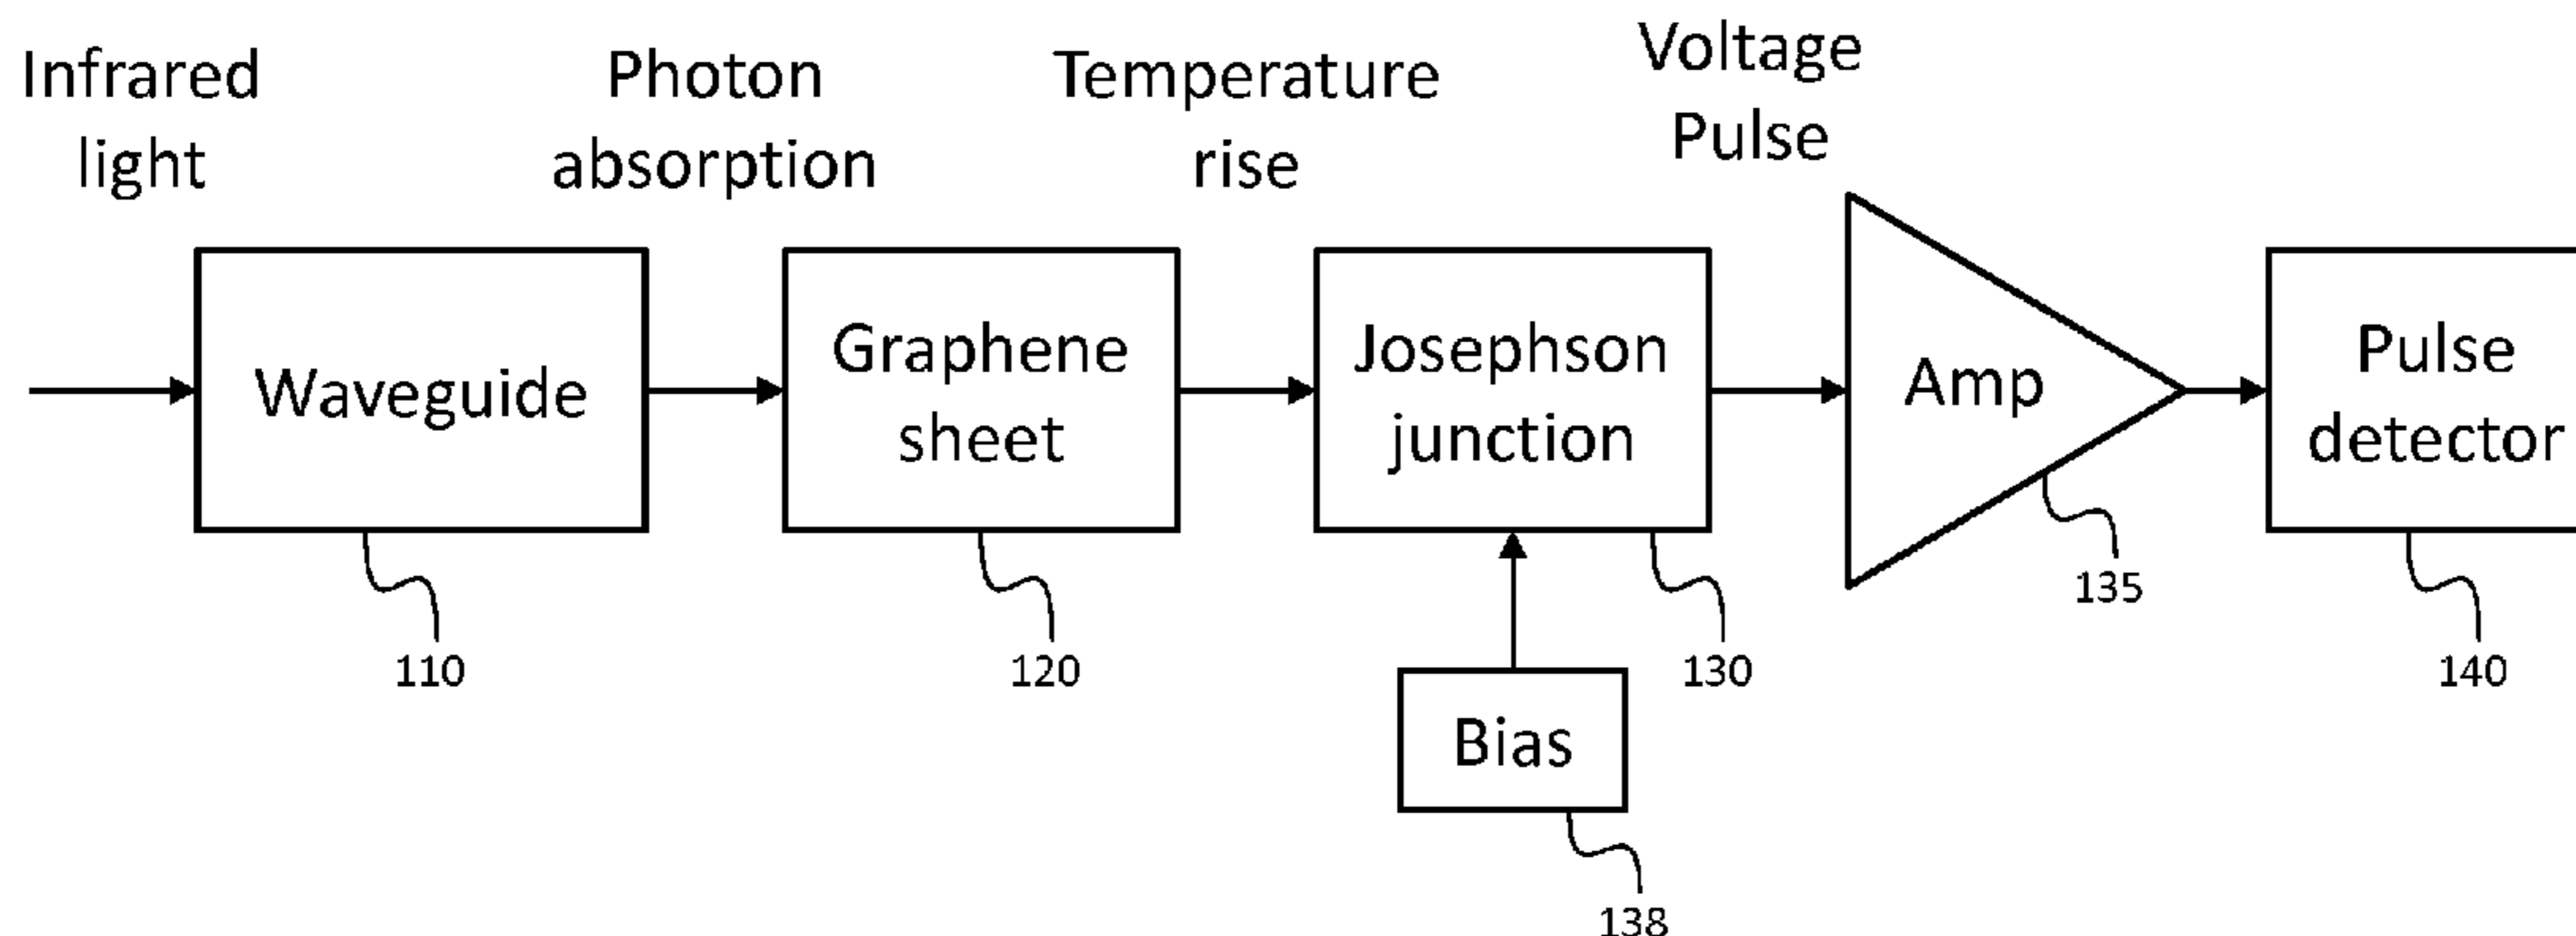 Infrared
light
Photon
absorption
Temperature
rise
Voltage
Pulse
Waveguide
Graphene
sheet
Josephson
junction
Amp
Pulse
detector
135
110
120
130
140
Bias
138